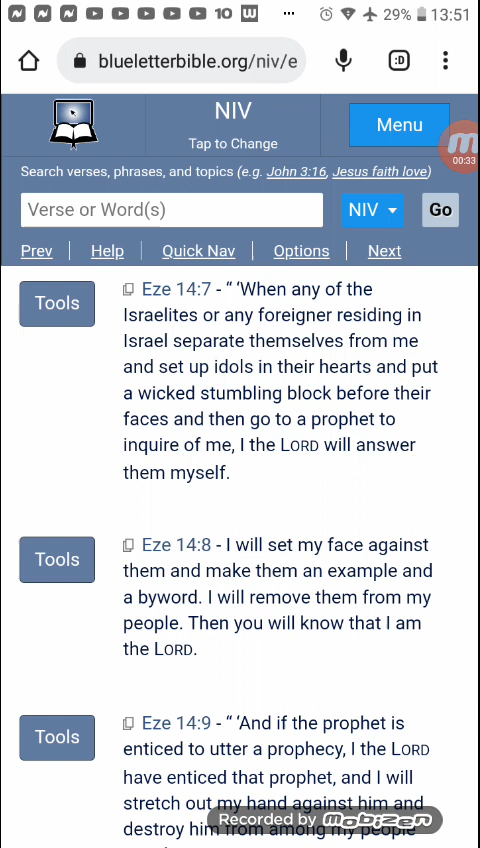 10 W ... 29% 13:51
blueletterbible.org/niv/e :D
NIV
Tap to Change
Menu
00:33
Search verses, phrases, and topics (e.g. John 3:16, Jesus faith love)
Verse or Word(s) NIV Go
Prev | Help | Quick Nav | Options | Next
Tools
Eze 14:7 - “ ‘When any of the
Israelites or any foreigner residing in
Israel separate themselves from me
and set up idols in their hearts and put
a wicked stumbling block before their
faces and then go to a prophet to
inquire of me, I the LORD will answer
them myself.
Tools
Eze 14:8 - I will set my face against
them and make them an example and
a byword. I will remove them from my
people. Then you will know that I am
the LORD.
Tools
Eze 14:9 - “ ‘And if the prophet is
enticed to utter a prophecy, I the LORD
have enticed that prophet, and I will
stretch out my hand against him and
destroy him from among my people
Recorded by Mobizen